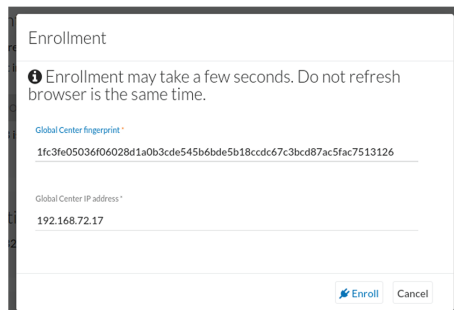 Enrollment
Enrollment may take a few seconds. Do not refresh
browser is the same time.
Global Center fingerprint *
1fc3fe05036f06028d1a0b3cde545b6bde5b18ccdc67c3bcd87ac5fac7513126
Global Center IP address *
192.168.72.17
Enroll Cancel